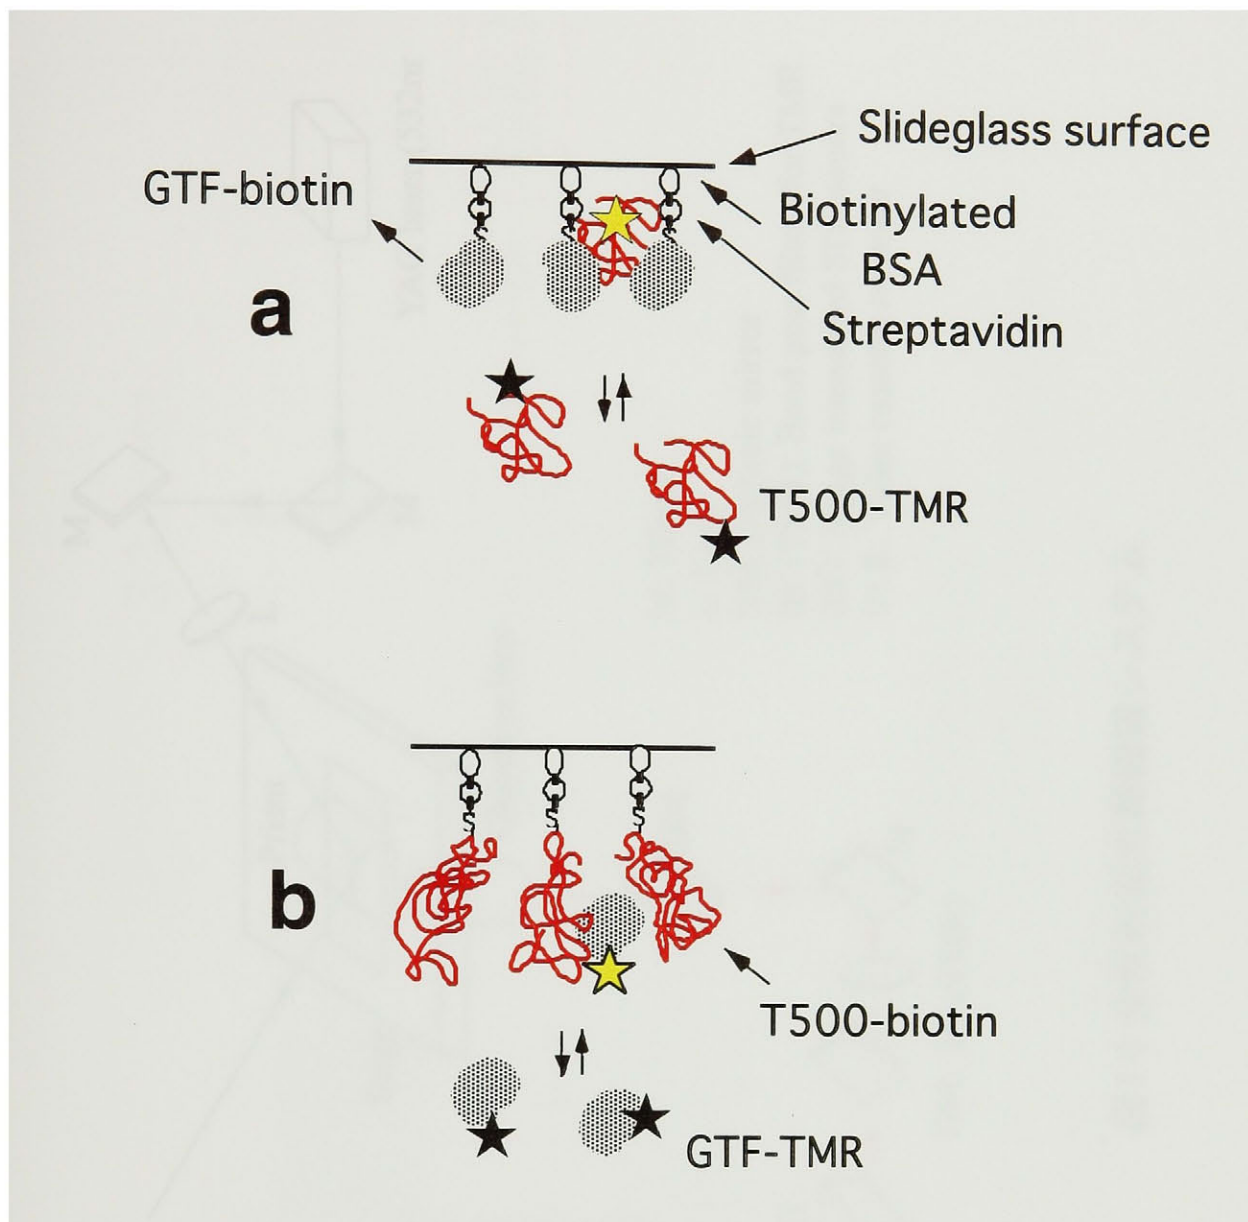 Slideglass surface
GTF-biotin
Biotinylated
BSA
Streptavidin
a
T500-TMR
b
T500-biotin
GTF-TMR